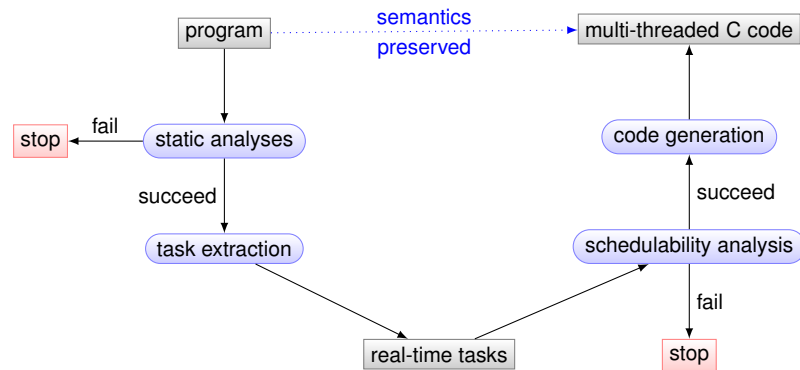 semantics
program
multi-threaded C code
preserved
fail
stop
static analyses
code generation
succeed
succeed
task extraction
schedulability analysis
fail
real-time tasks
stop